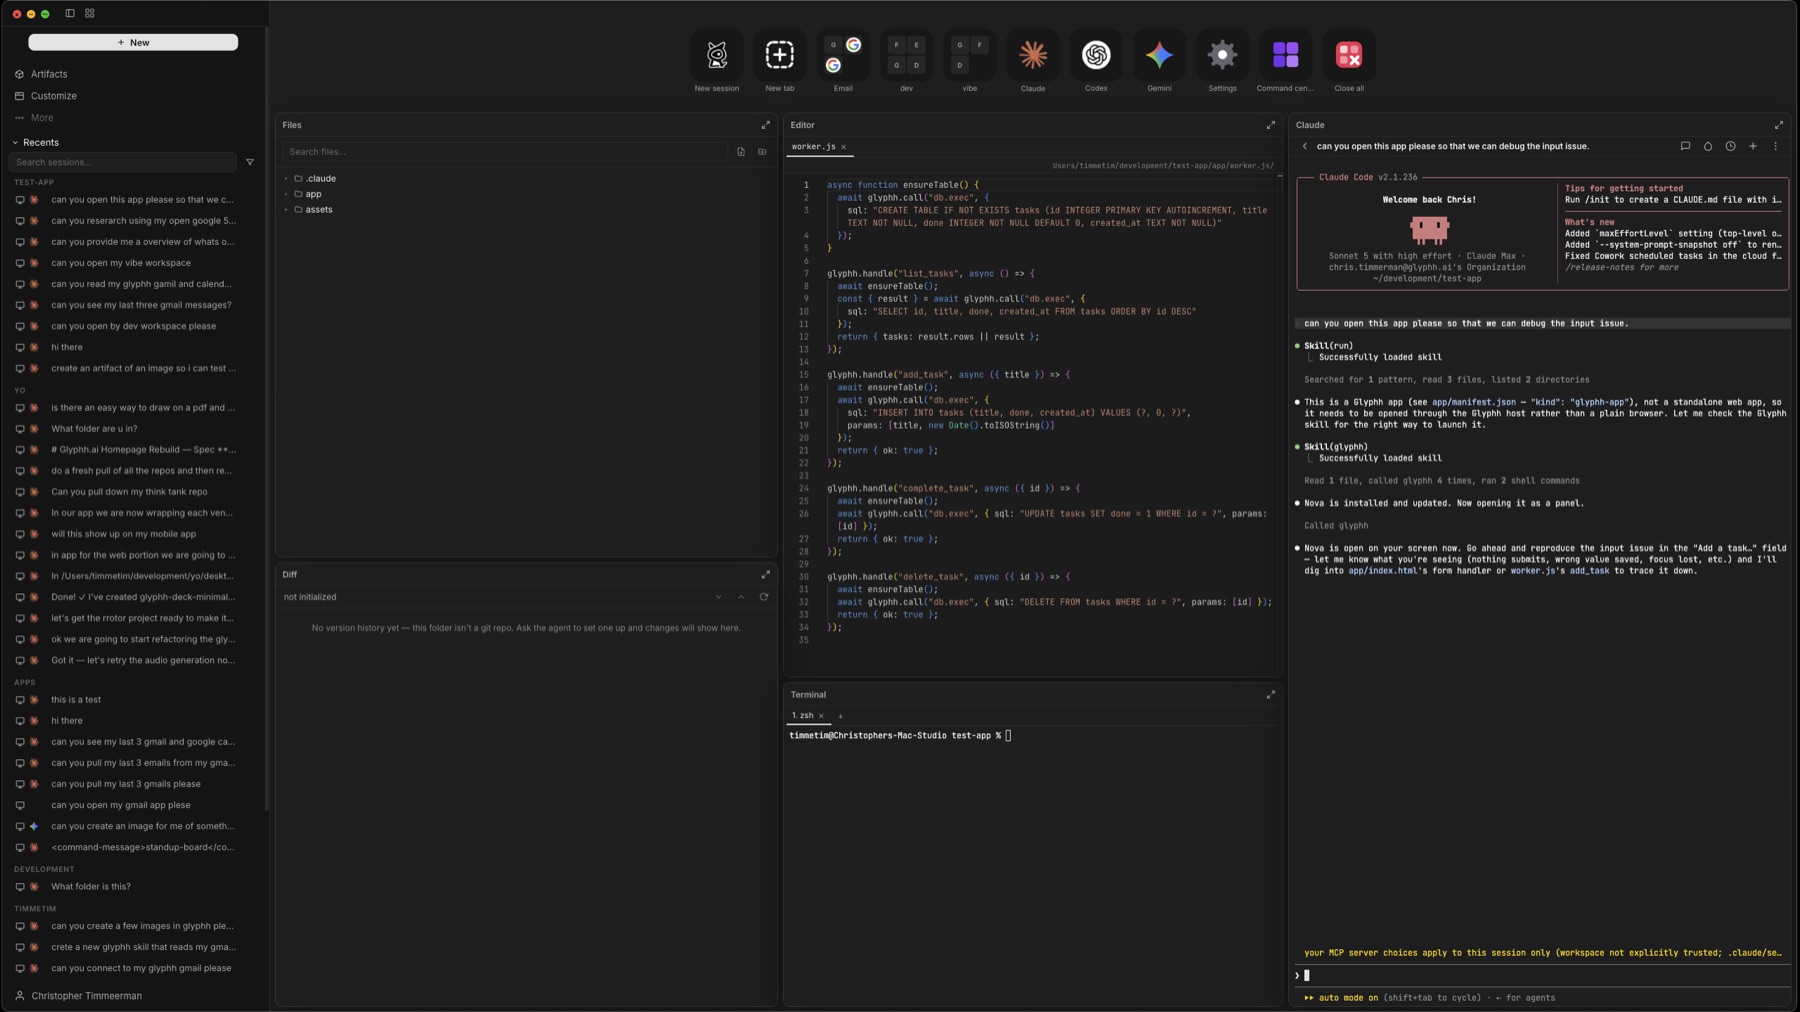 New
Artifacts
Customize
More
Recents
Search sessions...
TEST-APP
can you open this app please so that we c...
can you reserarch using my open google 5...
can you provide me a overview of whats o...
can you open my vibe workspace
can you read my glyphh gamil and calend...
can you see my last three gmail messages?
can you open by dev workspace please
hi there
create an artifact of an image so i can test ...
YO
is there an easy way to draw on a pdf and ...
What folder are u in?
# Glyphh.ai Homepage Rebuild — Spec **...
do a fresh pull of all the repos and then re...
Can you pull down my think tank repo
In our app we are now wrapping each ven...
will this show up on my mobile app
in app for the web portion we are going to ...
In /Users/timmetim/development/yo/deskt...
Done! ✓ I've created glyphh-deck-minimal...
let's get the rrotor project ready to make it...
ok we are going to start refactoring the gly...
Got it — let's retry the audio generation no...
APPS
this is a test
hi there
can you see my last 3 gmail and google ca...
can you pull my last 3 emails from my gma...
can you pull my last 3 gmails please
can you open my gmail app plese
can you create an image for me of someth...
<command-message>standup-board</co...
DEVELOPMENT
What folder is this?
TIMMETIM
can you create a few images in glyphh ple...
crete a new glyphh skill that reads my gma...
can you connect to my glyphh gmail please
Christopher Timmeerman
G
F E
G D
G F
D
New session
New tab
Email
dev
vibe
Claude
Codex
Gemini
Settings
Command cen...
Close all
Files
Search files...
.claude
app
assets
Diff
not initialized
No version history yet — this folder isn't a git repo. Ask the agent to set one up and changes will show here.
Editor
worker.js ×
Users/timmetim/development/test-app/app/worker.js/
1 async function ensureTable() {
2 await glyphh.call("db.exec", {
3 sql: "CREATE TABLE IF NOT EXISTS tasks (id INTEGER PRIMARY KEY AUTOINCREMENT, title
TEXT NOT NULL, done INTEGER NOT NULL DEFAULT 0, created_at TEXT NOT NULL)"
4 });
5 }
6
7 glyphh.handle("list_tasks", async () => {
8 await ensureTable();
9 const { result } = await glyphh.call("db.exec", {
10 sql: "SELECT id, title, done, created_at FROM tasks ORDER BY id DESC"
11 });
12 return { tasks: result.rows || result };
13 });
14
15 glyphh.handle("add_task", async ({ title }) => {
16 await ensureTable();
17 await glyphh.call("db.exec", {
18 sql: "INSERT INTO tasks (title, done, created_at) VALUES (?, 0, ?)",
19 params: [title, new Date().toISOString()]
20 });
21 return { ok: true };
22 });
23
24 glyphh.handle("complete_task", async ({ id }) => {
25 await ensureTable();
26 await glyphh.call("db.exec", { sql: "UPDATE tasks SET done = 1 WHERE id = ?", params:
[id] });
27 return { ok: true };
28 });
29
30 glyphh.handle("delete_task", async ({ id }) => {
31 await ensureTable();
32 await glyphh.call("db.exec", { sql: "DELETE FROM tasks WHERE id = ?", params: [id] });
33 return { ok: true };
34 });
35
Terminal
1. zsh × +
timmetim@Christophers-Mac-Studio test-app %
Claude
can you open this app please so that we can debug the input issue.
Claude Code v2.1.236
Welcome back Chris!
Sonnet 5 with high effort · Claude Max ·
chris.timmerman@glyphh.ai's Organization
~/development/test-app
Tips for getting started
Run /init to create a CLAUDE.md file with i…
What's new
Added `maxEffortLevel` setting (top-level o…
Added `--system-prompt-snapshot off` to ren…
Fixed Cowork scheduled tasks in the cloud f…
/release-notes for more
can you open this app please so that we can debug the input issue.
Skill(run)
Successfully loaded skill
Searched for 1 pattern, read 3 files, listed 2 directories
This is a Glyphh app (see app/manifest.json — "kind": "glyphh-app"), not a standalone web app, so
it needs to be opened through the Glyphh host rather than a plain browser. Let me check the Glyphh
skill for the right way to launch it.
Skill(glyphh)
Successfully loaded skill
Read 1 file, called glyphh 4 times, ran 2 shell commands
Nova is installed and updated. Now opening it as a panel.
Called glyphh
Nova is open on your screen now. Go ahead and reproduce the input issue in the "Add a task…" field
— let me know what you're seeing (nothing submits, wrong value saved, focus lost, etc.) and I'll
dig into app/index.html's form handler or worker.js's add_task to trace it down.
your MCP server choices apply to this session only (workspace not explicitly trusted; .claude/se…
❯
⏵⏵ auto mode on (shift+tab to cycle) · ← for agents